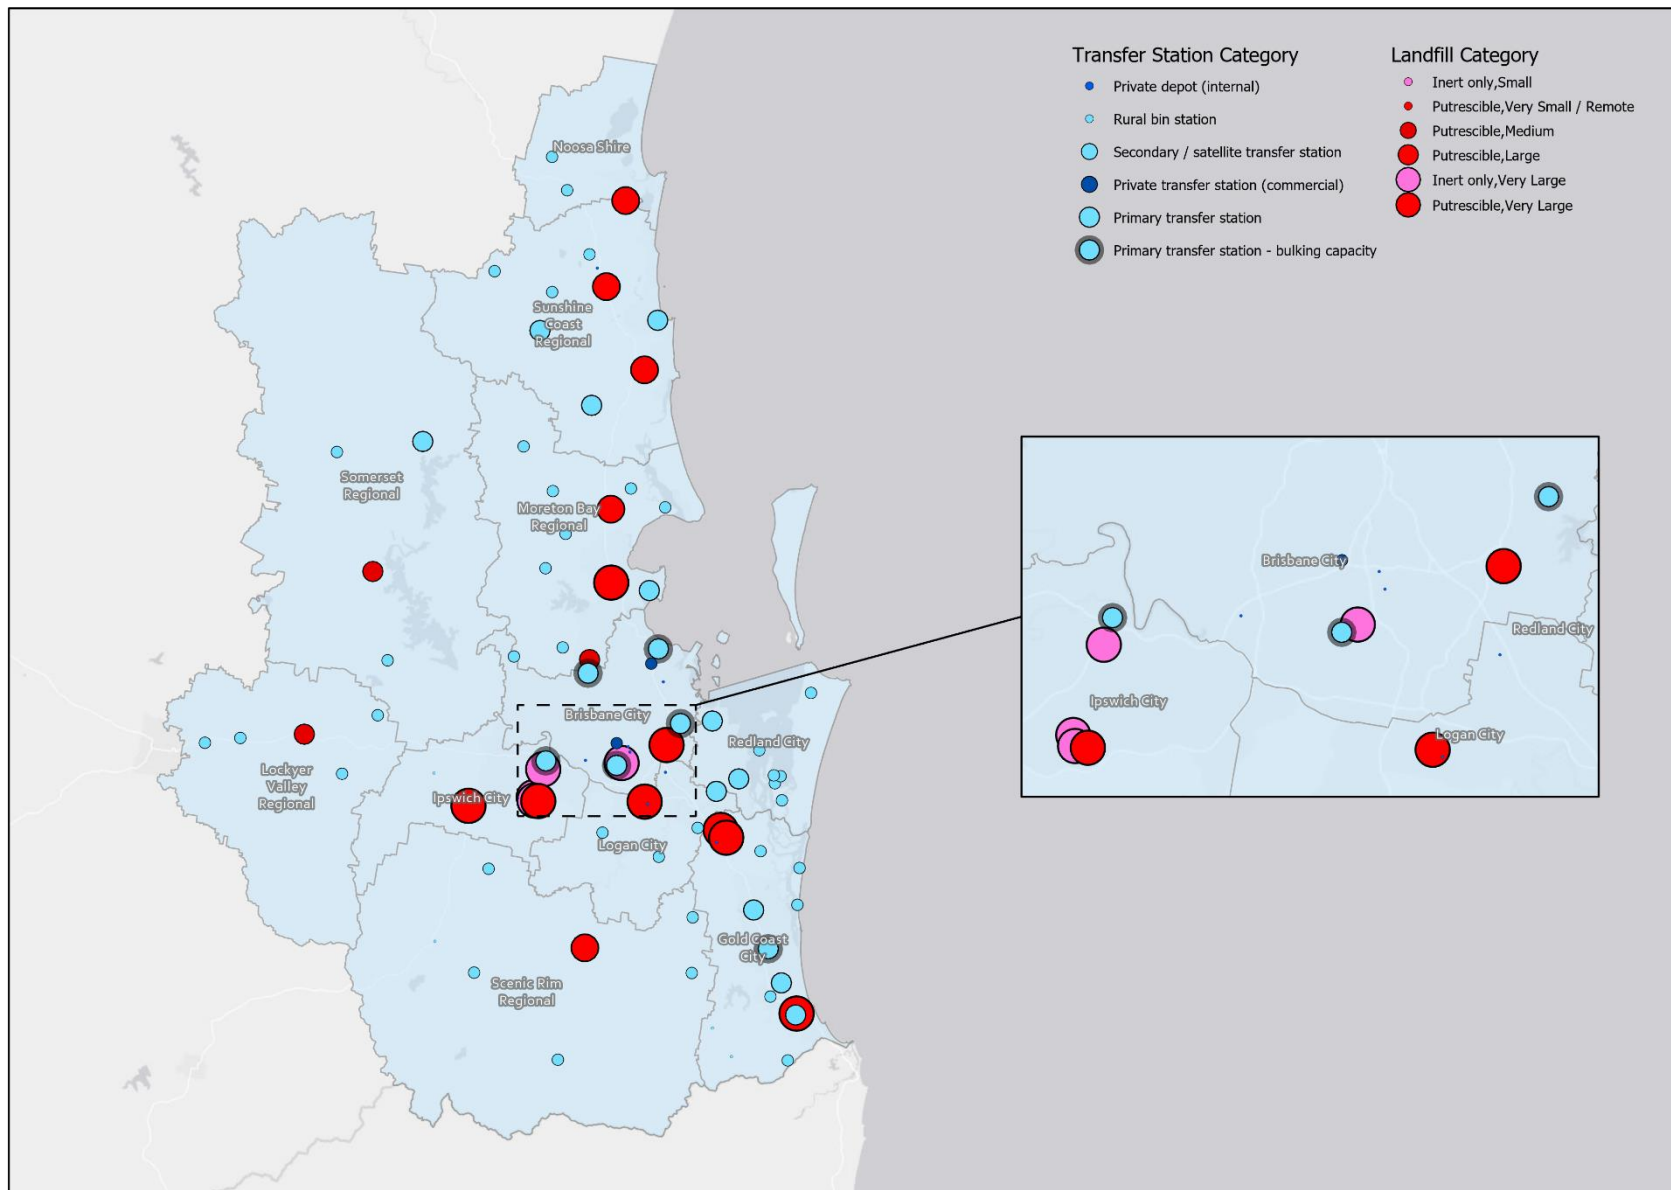 Transfer Station Category
Private depot (internal)
Rural bin station
Secondary / satellite transfer station
Private transfer station (commercial)
Primary transfer station
Primary transfer station - bulking capacity
Landfill Category
Inert only,Small
Putrescible,Very Small / Remote
Putrescible,Medium
Putrescible,Large
Inert only,Very Large
Putrescible,Very Large
Noosa Shire
Sunshine
Coast
Regional
Somerset
Regional
Moreton Bay
Regional
Brisbane City
Redland City
Lockyer
Valley
Regional
Ipswich City
Logan City
Gold Coast
City
Scenic Rim
Regional
Brisbane City
Redland City
Ipswich City
Logan City